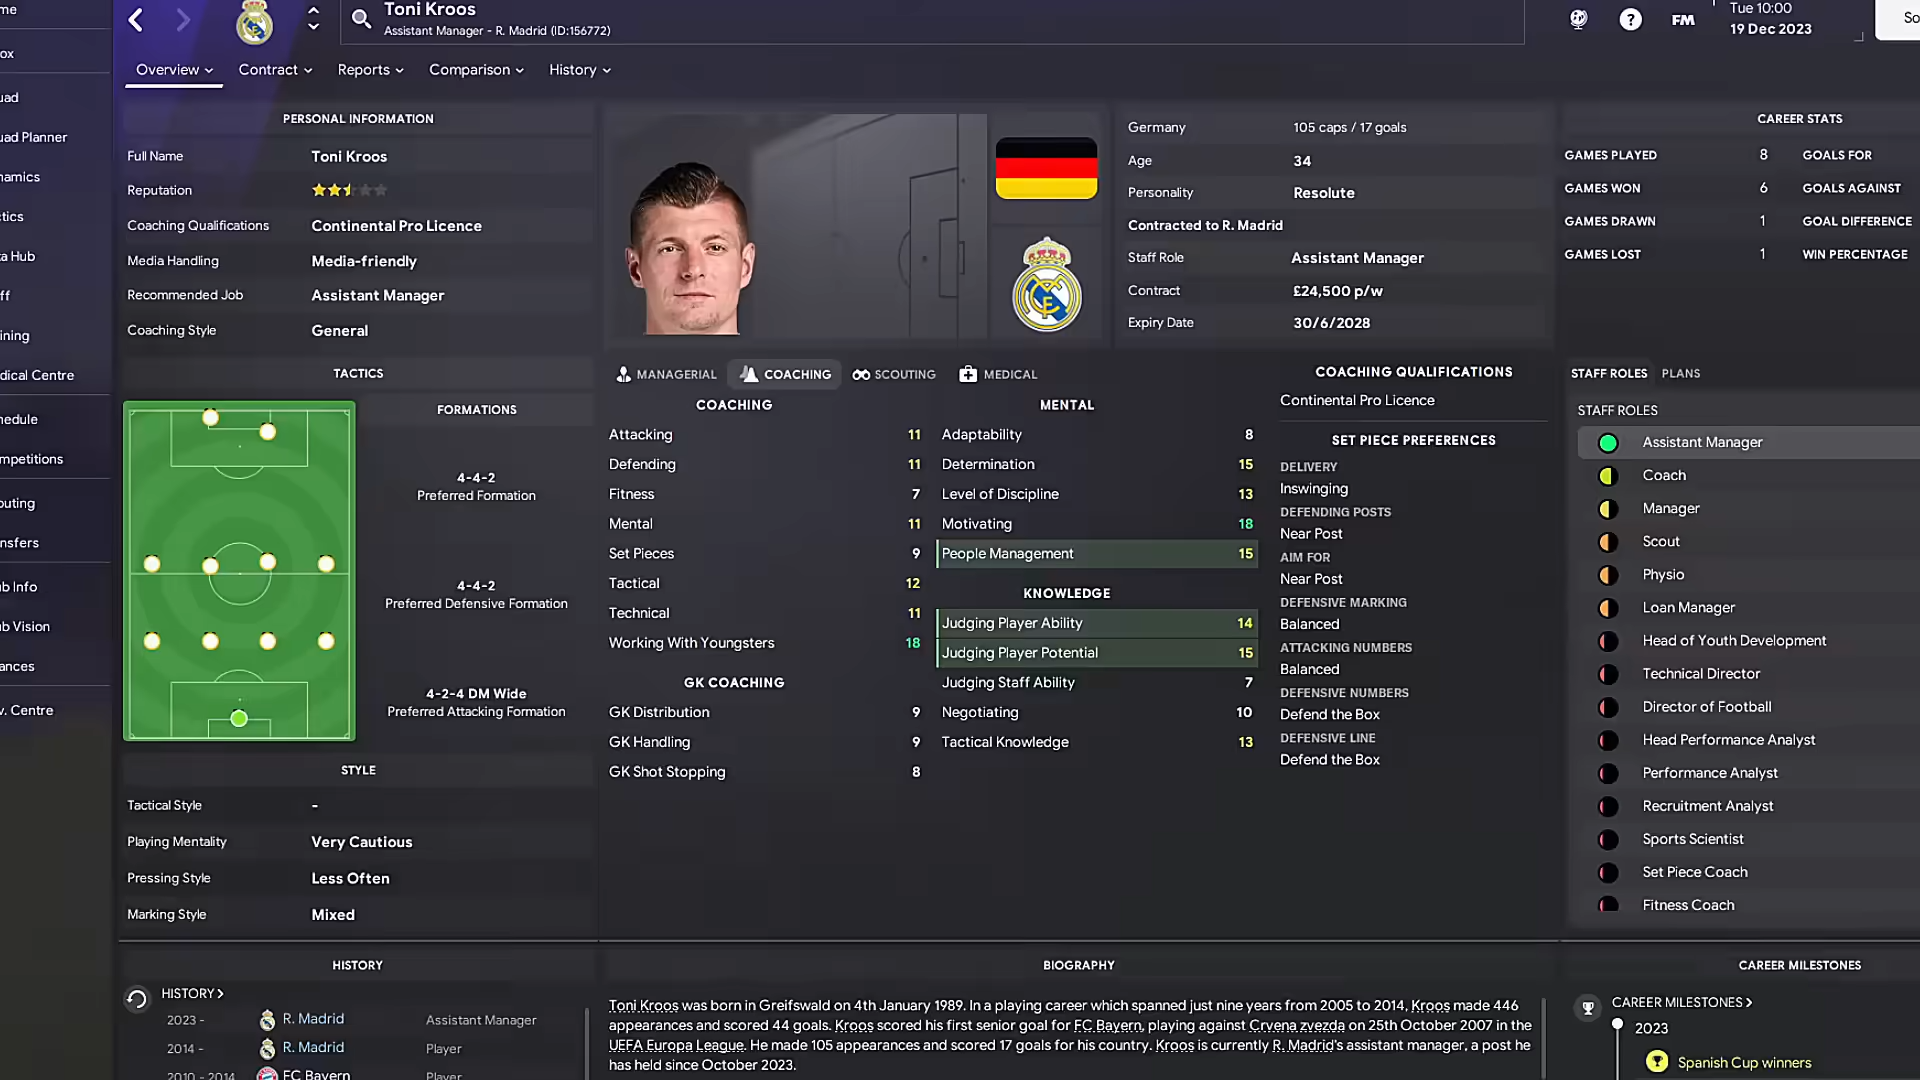 me
Toni Kroos
Assistant Manager - R. Madrid (ID:156772)
FM
Tue 10:00
19 Dec 2023
So
ox
uad
uad Planner
namics
tics
ta Hub
ff
ining
dical Centre
hedule
mpetitions
outing
nsfers
ub Info
ub Vision
ances
v. Centre
Overview
Contract
Reports
Comparison
History
PERSONAL INFORMATION
Full Name Toni Kroos
Reputation
Coaching Qualifications Continental Pro Licence
Media Handling Media-friendly
Recommended Job Assistant Manager
Coaching Style General
Germany 105 caps / 17 goals
Age 34
Personality Resolute
Contracted to R. Madrid
Staff Role Assistant Manager
Contract £24,500 p/w
Expiry Date 30/6/2028
CAREER STATS
GAMES PLAYED 8 GOALS FOR
GAMES WON 6 GOALS AGAINST
GAMES DRAWN 1 GOAL DIFFERENCE
GAMES LOST 1 WIN PERCENTAGE
TACTICS
FORMATIONS
4-4-2
Preferred Formation
4-4-2
Preferred Defensive Formation
4-2-4 DM Wide
Preferred Attacking Formation
STYLE
Tactical Style -
Playing Mentality Very Cautious
Pressing Style Less Often
Marking Style Mixed
MANAGERIAL
COACHING
SCOUTING
MEDICAL
COACHING
Attacking 11
Defending 11
Fitness 7
Mental 11
Set Pieces 9
Tactical 12
Technical 11
Working With Youngsters 18
GK COACHING
GK Distribution 9
GK Handling 9
GK Shot Stopping 8
MENTAL
Adaptability 8
Determination 15
Level of Discipline 13
Motivating 18
People Management 15
KNOWLEDGE
Judging Player Ability 14
Judging Player Potential 15
Judging Staff Ability 7
Negotiating 10
Tactical Knowledge 13
COACHING QUALIFICATIONS
Continental Pro Licence
SET PIECE PREFERENCES
DELIVERY
Inswinging
DEFENDING POSTS
Near Post
AIM FOR
Near Post
DEFENSIVE MARKING
Balanced
ATTACKING NUMBERS
Balanced
DEFENSIVE NUMBERS
Defend the Box
DEFENSIVE LINE
Defend the Box
STAFF ROLES PLANS
STAFF ROLES
Assistant Manager
Coach
Manager
Scout
Physio
Loan Manager
Head of Youth Development
Technical Director
Director of Football
Head Performance Analyst
Performance Analyst
Recruitment Analyst
Sports Scientist
Set Piece Coach
Fitness Coach
HISTORY
HISTORY >
2023 - R. Madrid Assistant Manager
2014 - R. Madrid Player
2010 - 2014 FC Bayern Player
BIOGRAPHY
Toni Kroos was born in Greifswald on 4th January 1989. In a playing career which spanned just nine years from 2005 to 2014, Kroos made 446
appearances and scored 44 goals. Kroos scored his first senior goal for FC Bayern, playing against Crvena zvezda on 25th October 2007 in the
UEFA Europa League. He made 105 appearances and scored 17 goals for his country. Kroos is currently R. Madrid's assistant manager, a post he
has held since October 2023.
CAREER MILESTONES
CAREER MILESTONES >
2023
Spanish Cup winners